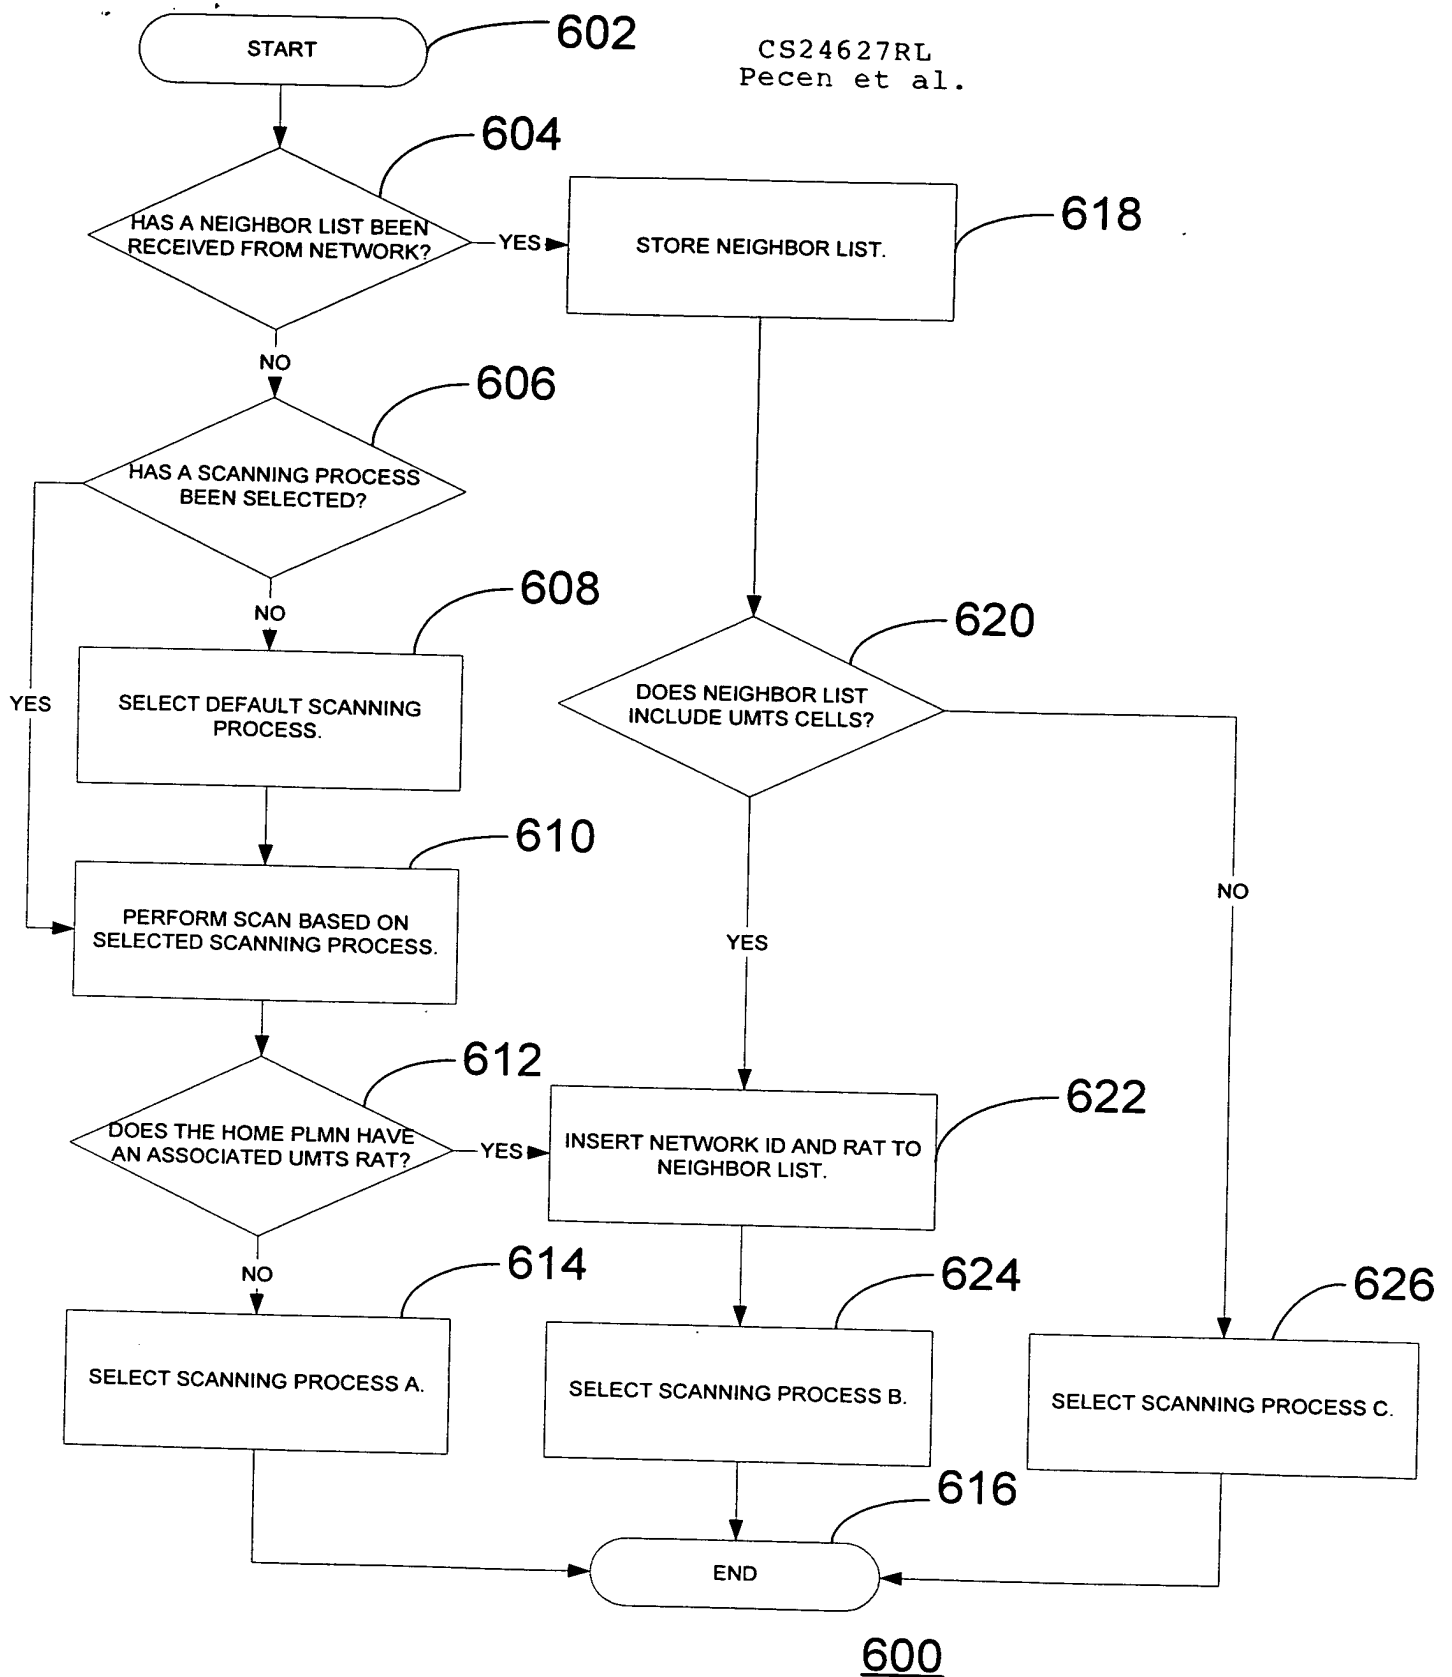 START
602
CS24627RL
Pecen et al.
604
HAS A NEIGHBOR LIST BEEN
RECEIVED FROM NETWORK?
YES
STORE NEIGHBOR LIST.
618
NO
606
HAS A SCANNING PROCESS
BEEN SELECTED?
NO
608
YES
SELECT DEFAULT SCANNING
PROCESS.
620
DOES NEIGHBOR LIST
INCLUDE UMTS CELLS?
610
PERFORM SCAN BASED ON
SELECTED SCANNING PROCESS.
YES
NO
612
DOES THE HOME PLMN HAVE
AN ASSOCIATED UMTS RAT?
YES
INSERT NETWORK ID AND RAT TO
NEIGHBOR LIST.
622
NO
614
SELECT SCANNING PROCESS A.
624
SELECT SCANNING PROCESS B.
626
SELECT SCANNING PROCESS C.
616
END
600